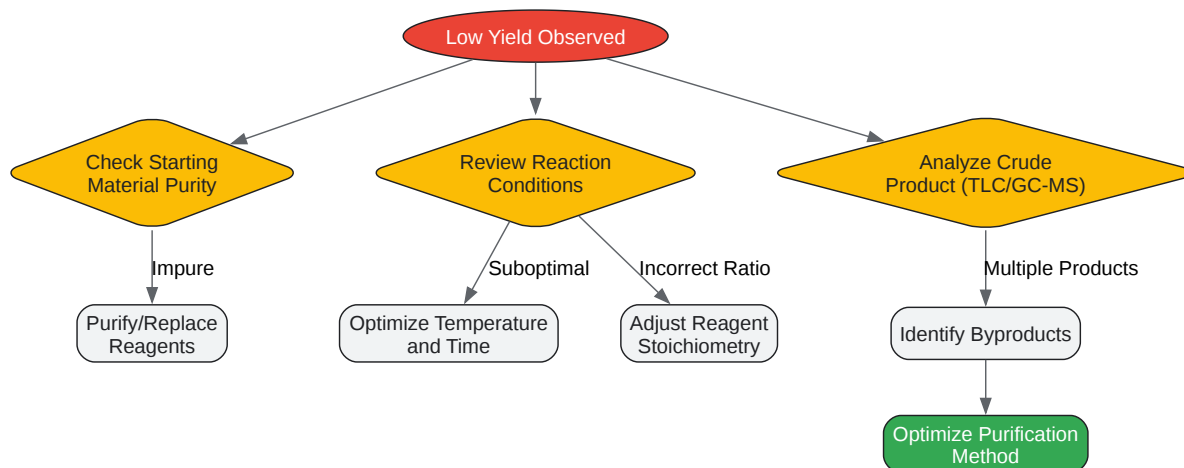 Low Yield Observed
Check Starting
Material Purity
Review Reaction
Conditions
Analyze Crude
Product (TLC/GC-MS)
Impure
Suboptimal
Incorrect Ratio
Multiple Products
Purify/Replace
Reagents
Optimize Temperature
and Time
Adjust Reagent
Stoichiometry
Identify Byproducts
Optimize Purification
Method